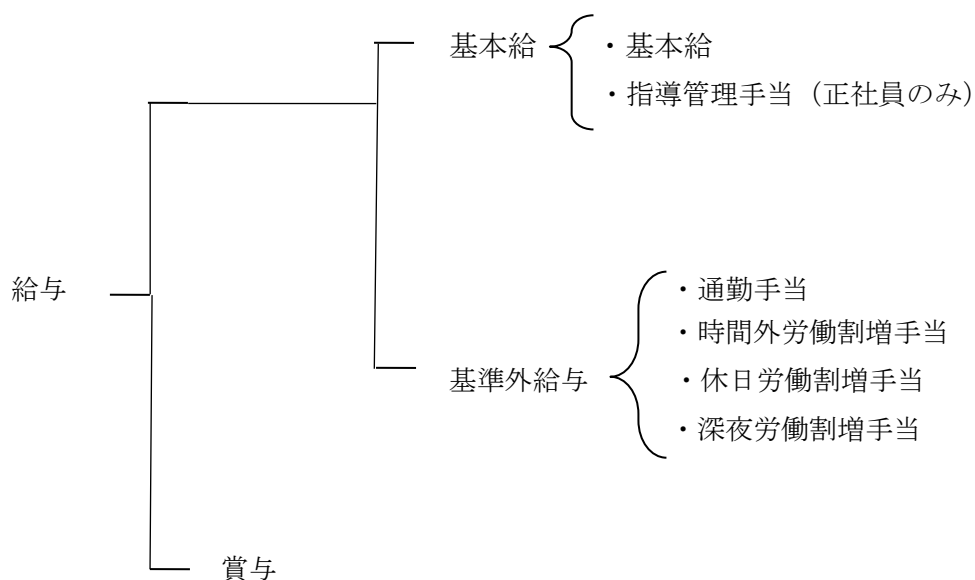 基本給
・基本給
・指導管理手当（正社員のみ）
給与
・通勤手当
・時間外労働割増手当
基準外給与
・休日労働割増手当
・深夜労働割増手当
賞与